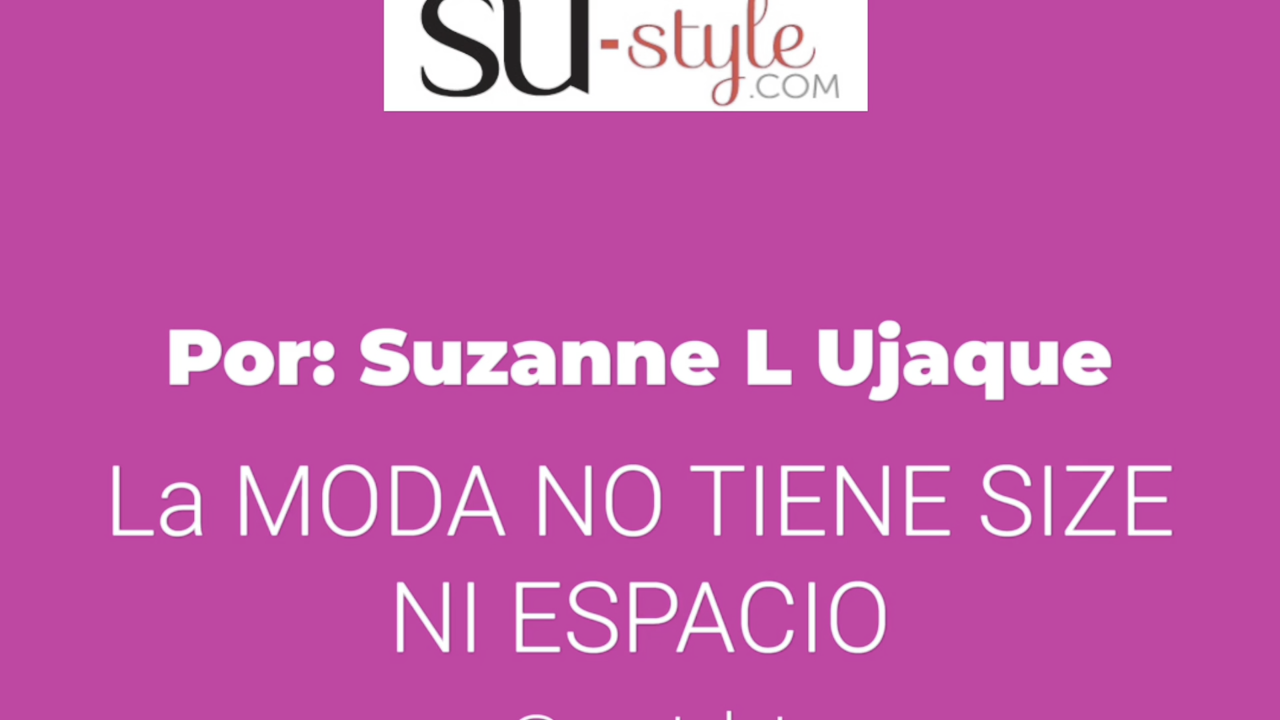 SU-style
.COM
Por: Suzanne L Ujaque
La MODA NO TIENE SIZE
NI ESPACIO